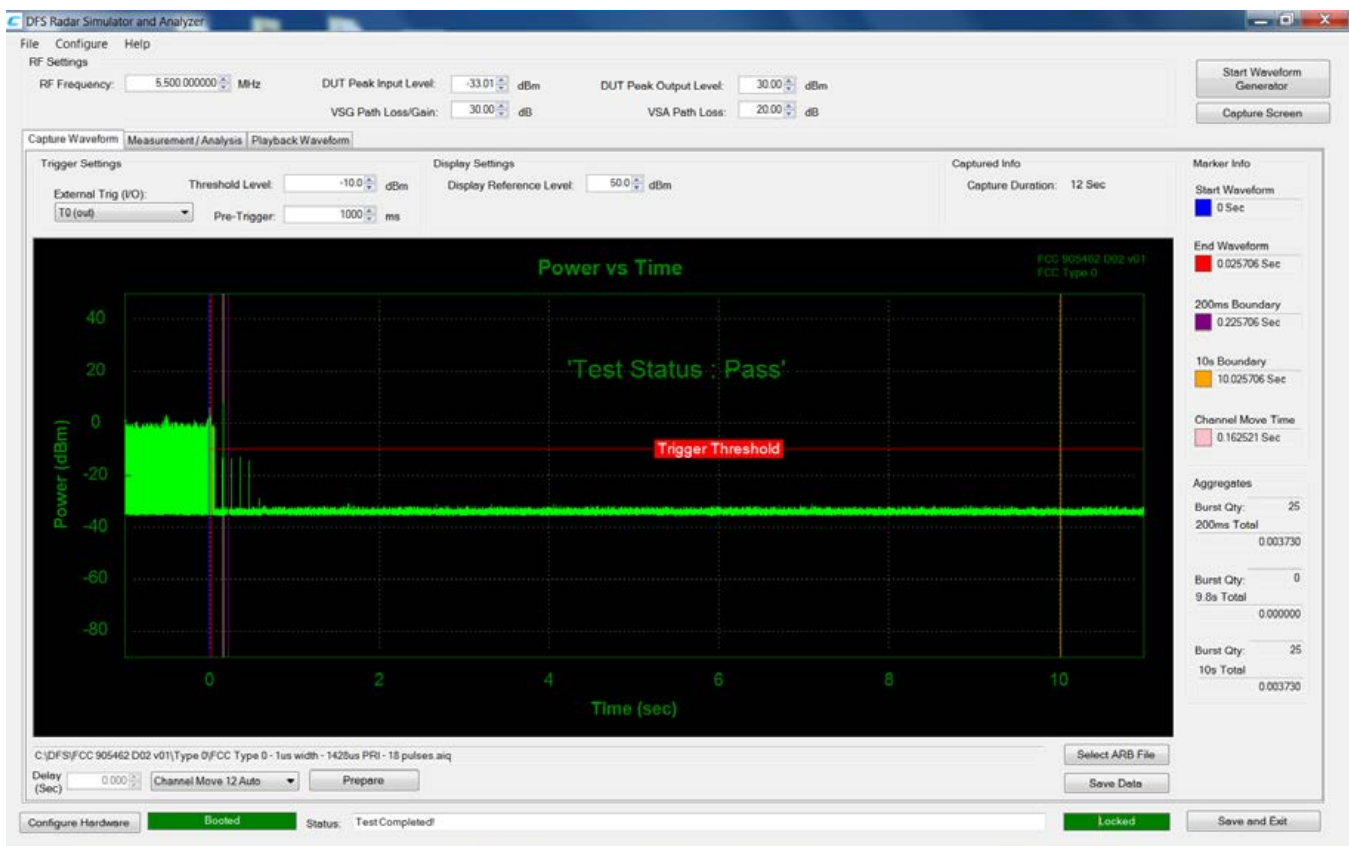 DFS Radar Simulator and Analyzer
File Configure Help
RF Settings
RF Frequency: 5.500.000000 MHz DUT Peak Input Level: -33.01 dBm DUT Peak Output Level: 30.00 dBm
VSG Path Loss/Gain: 30.00 dB VSA Path Loss: 20.00 dB
Start Waveform
Generator
Capture Screen
Capture Waveform Measurement / Analysis Playback Waveform
Trigger Settings
External Trig (I/O):
T0 (out)
Threshold Level: -10.0 dBm
Pre-Trigger: 1000 ms
Display Settings
Display Reference Level: 50.0 dBm
Captured Info
Capture Duration: 12 Sec
Marker Info
Start Waveform
0 Sec
End Waveform
0.025706 Sec
200ms Boundary
0.225706 Sec
10s Boundary
10.025706 Sec
Channel Move Time
0.162521 Sec
Aggregates
Burst Qty: 25
200ms Total
0.003730
Burst Qty: 0
9.8s Total
0.000000
Burst Qty: 25
10s Total
0.003730
Power vs Time
FCC 905462 D02 v01
FCC Type 0
'Test Status : Pass'
Trigger Threshold
Power (dBm)
40
20
0
-20
-40
-60
-80
0 2 4 6 8 10
Time (sec)
C:\DFS\FCC 905462 D02 v01\Type 0\FCC Type 0 - 1us width - 1428us PRI - 18 pulses.aiq
Select ARB File
Delay
(Sec) 0.000 Channel Move 12 Auto Prepare
Save Data
Configure Hardware Booted Status: Test Completed! Locked Save and Exit